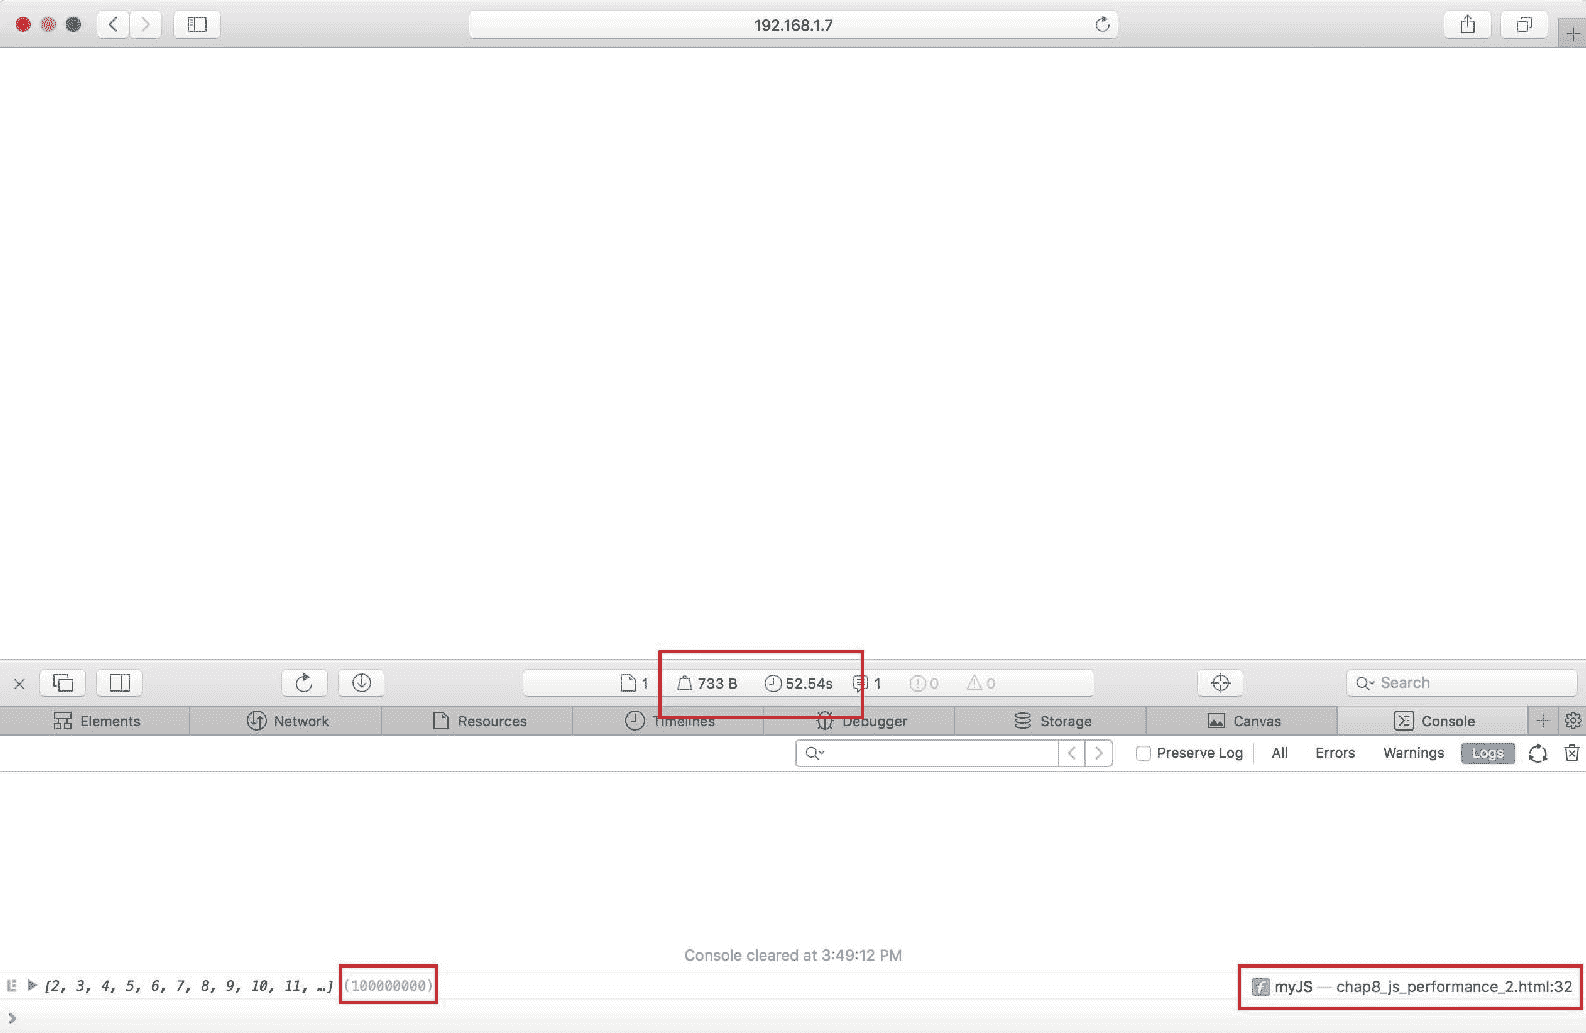 192.168.1.7
1 733 B 52.54s 1 0 0 Search
Elements Network Resources Timelines Debugger Storage Canvas Console
Preserve Log All Errors Warnings Logs
Console cleared at 3:49:12 PM
[2, 3, 4, 5, 6, 7, 8, 9, 10, 11, …] (100000000) f myJS — chap8_js_performance_2.html:32